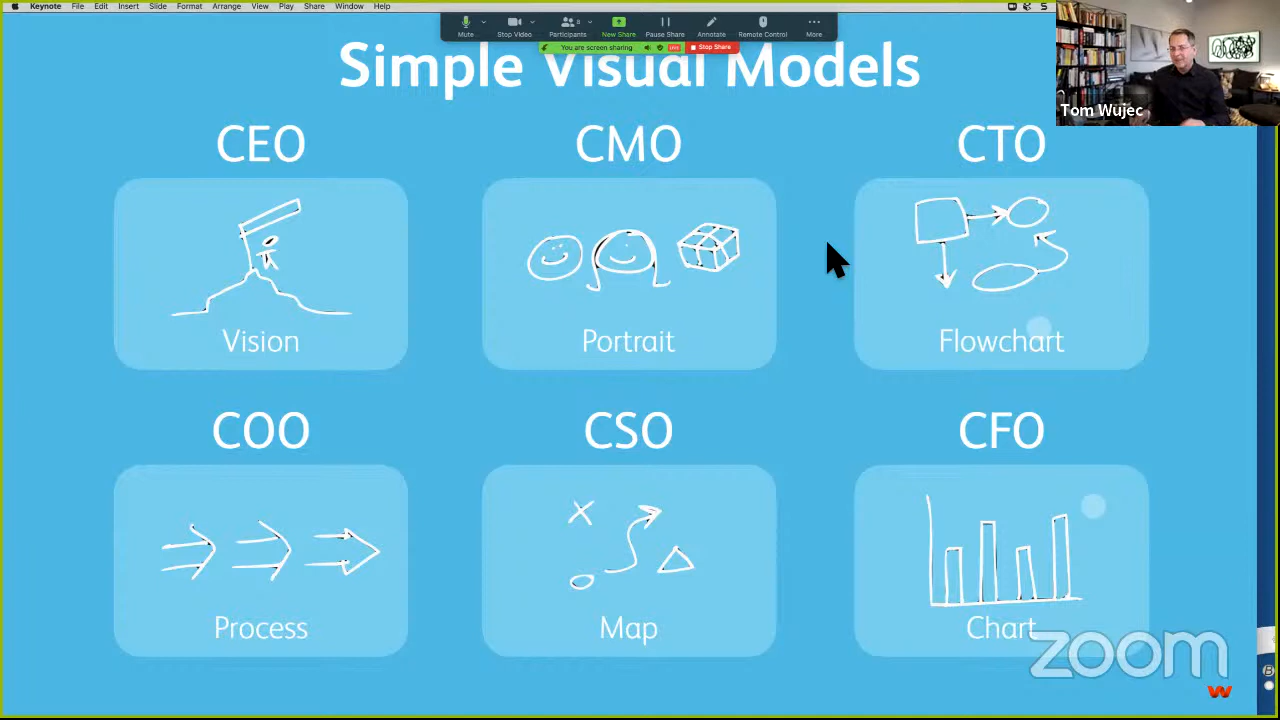 Keynote File Edit Insert Slide Format Arrange View Play Share Window Help
Mute Stop Video Participants 8 New Share Pause Share Annotate Remote Control More
You are screen sharing LIVE Stop Share
Tom Wujec
Simple Visual Models
CEO CMO CTO
Vision Portrait Flowchart
COO CSO CFO
Process Map Chart
zoom
W